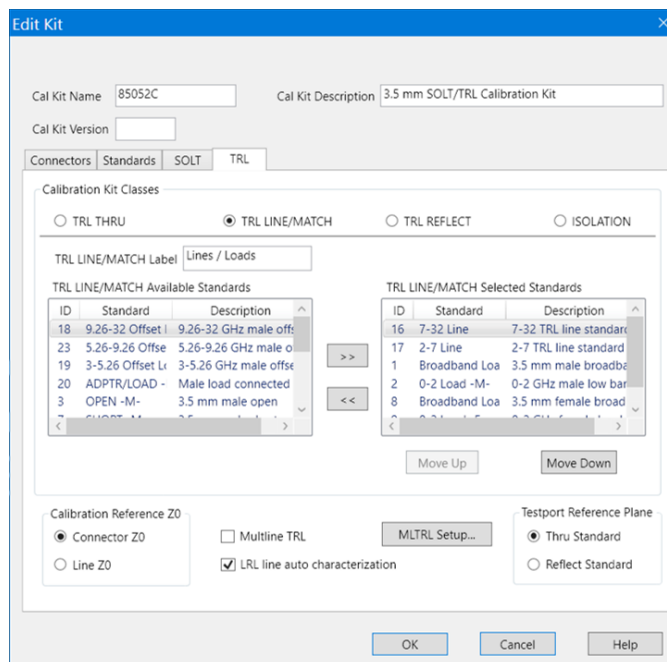 Edit Kit
Cal Kit Name 85052C Cal Kit Description 3.5 mm SOLT/TRL Calibration Kit
Cal Kit Version
Connectors Standards SOLT TRL
Calibration Kit Classes
TRL THRU TRL LINE/MATCH TRL REFLECT ISOLATION
TRL LINE/MATCH Label Lines / Loads
TRL LINE/MATCH Available Standards TRL LINE/MATCH Selected Standards
ID Standard Description ID Standard Description
18 9.26-32 Offset 9.26-32 GHz male offs 16 7-32 Line 7-32 TRL line standard
23 5.26-9.26 Offse 5.26-9.26 GHz male o 17 2-7 Line 2-7 TRL line standard
19 3-5.26 Offset Lo 3-5.26 GHz male offs 1 Broadband Loa 3.5 mm male broadba
20 ADPTR/LOAD - Male load connected 2 0-2 Load -M- 0-2 GHz male low ban
3 OPEN -M- 3.5 mm male open 8 Broadband Loa 3.5 mm female broad
>>
<<
Move Up Move Down
Calibration Reference Z0 Testport Reference Plane
Connector Z0 Multline TRL MLTRL Setup... Thru Standard
Line Z0 LRL line auto characterization Reflect Standard
OK Cancel Help